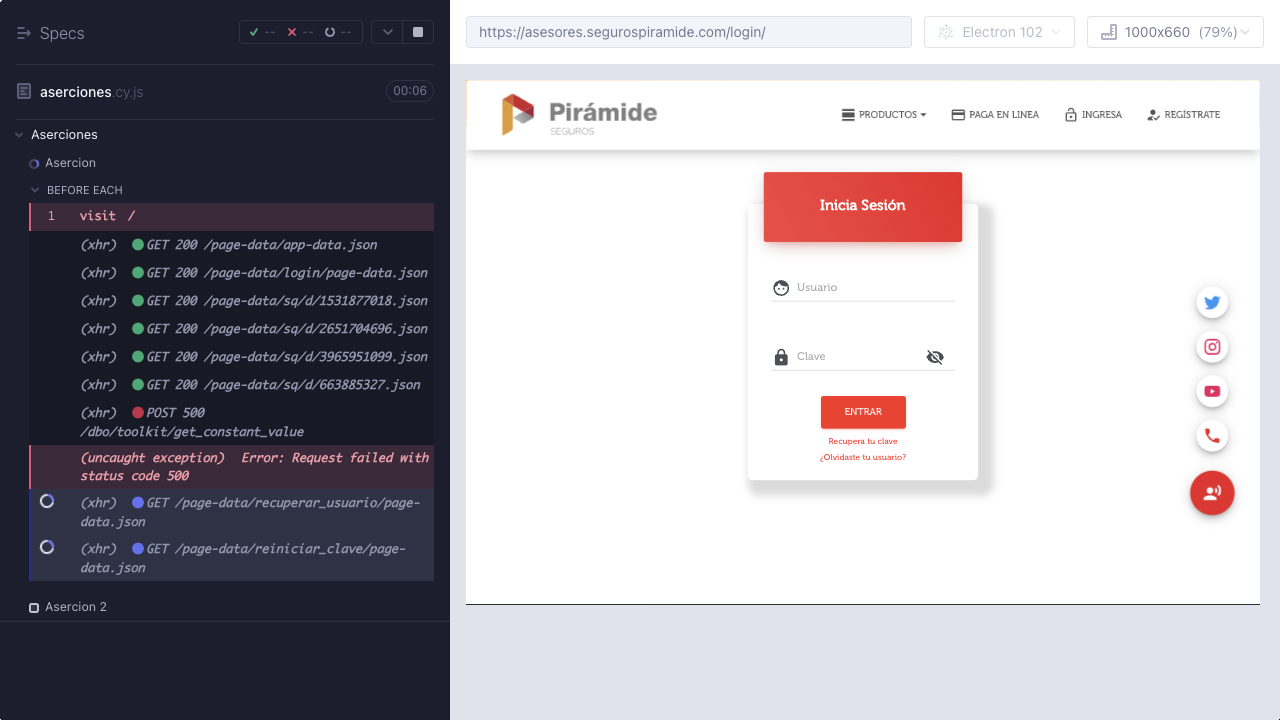 Specs
-- -- --
aserciones.cy.js
00:06
Aserciones
Asercion
BEFORE EACH
1 visit /
(xhr) GET 200 /page-data/app-data.json
(xhr) GET 200 /page-data/login/page-data.json
(xhr) GET 200 /page-data/sq/d/1531877018.json
(xhr) GET 200 /page-data/sq/d/2651704696.json
(xhr) GET 200 /page-data/sq/d/3965951099.json
(xhr) GET 200 /page-data/sq/d/663885327.json
(xhr) POST 500
/dbo/toolkit/get_constant_value
(uncaught exception) Error: Request failed with
status code 500
(xhr) GET /page-data/recuperar_usuario/page-
data.json
(xhr) GET /page-data/reiniciar_clave/page-
data.json
Asercion 2
https://asesores.segurospiramide.com/login/
Electron 102
1000x660 (79%)
Pirámide
SEGUROS
PRODUCTOS
PAGA EN LINEA
INGRESA
REGÍSTRATE
Inicia Sesión
Usuario
Clave
ENTRAR
Recupera tu clave
¿Olvidaste tu usuario?